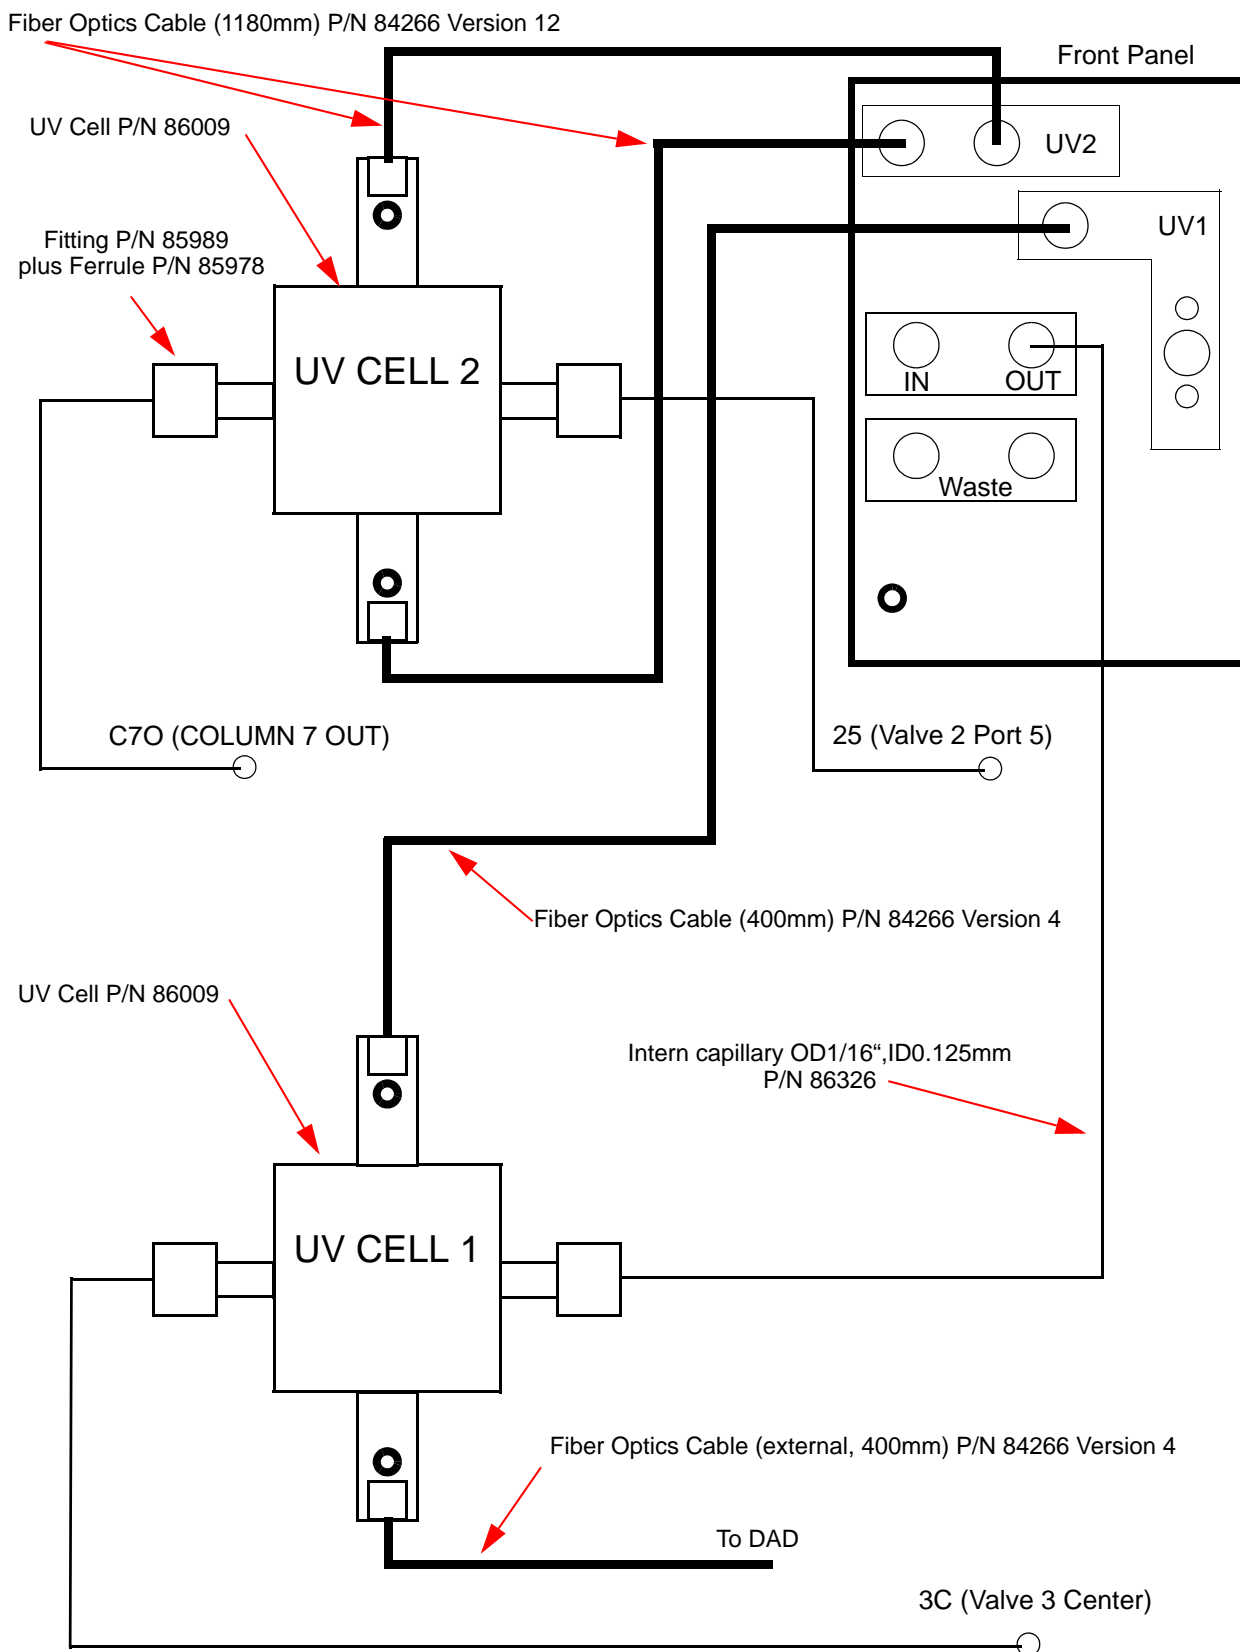 Fiber Optics Cable (1180mm) P/N 84266 Version 12
Front Panel
UV Cell P/N 86009
UV2
Fitting P/N 85989
plus Ferrule P/N 85978
UV1
UV CELL 2
IN
OUT
Waste
C7O (COLUMN 7 OUT)
25 (Valve 2 Port 5)
Fiber Optics Cable (400mm) P/N 84266 Version 4
UV Cell P/N 86009
Intern capillary OD1/16“,ID0.125mm
P/N 86326
UV CELL 1
Fiber Optics Cable (external, 400mm) P/N 84266 Version 4
To DAD
3C (Valve 3 Center)